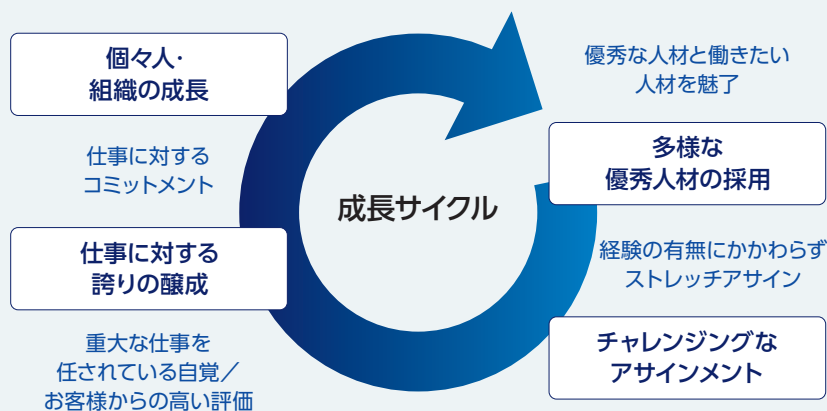 個々人・
組織の成長
仕事に対する
コミットメント
仕事に対する
誇りの醸成
重大な仕事を
任されている自覚／
お客様からの高い評価
成長サイクル
優秀な人材と働きたい
人材を魅了
多様な
優秀人材の採用
経験の有無にかかわらず
ストレッチアサイン
チャレンジングな
アサインメント